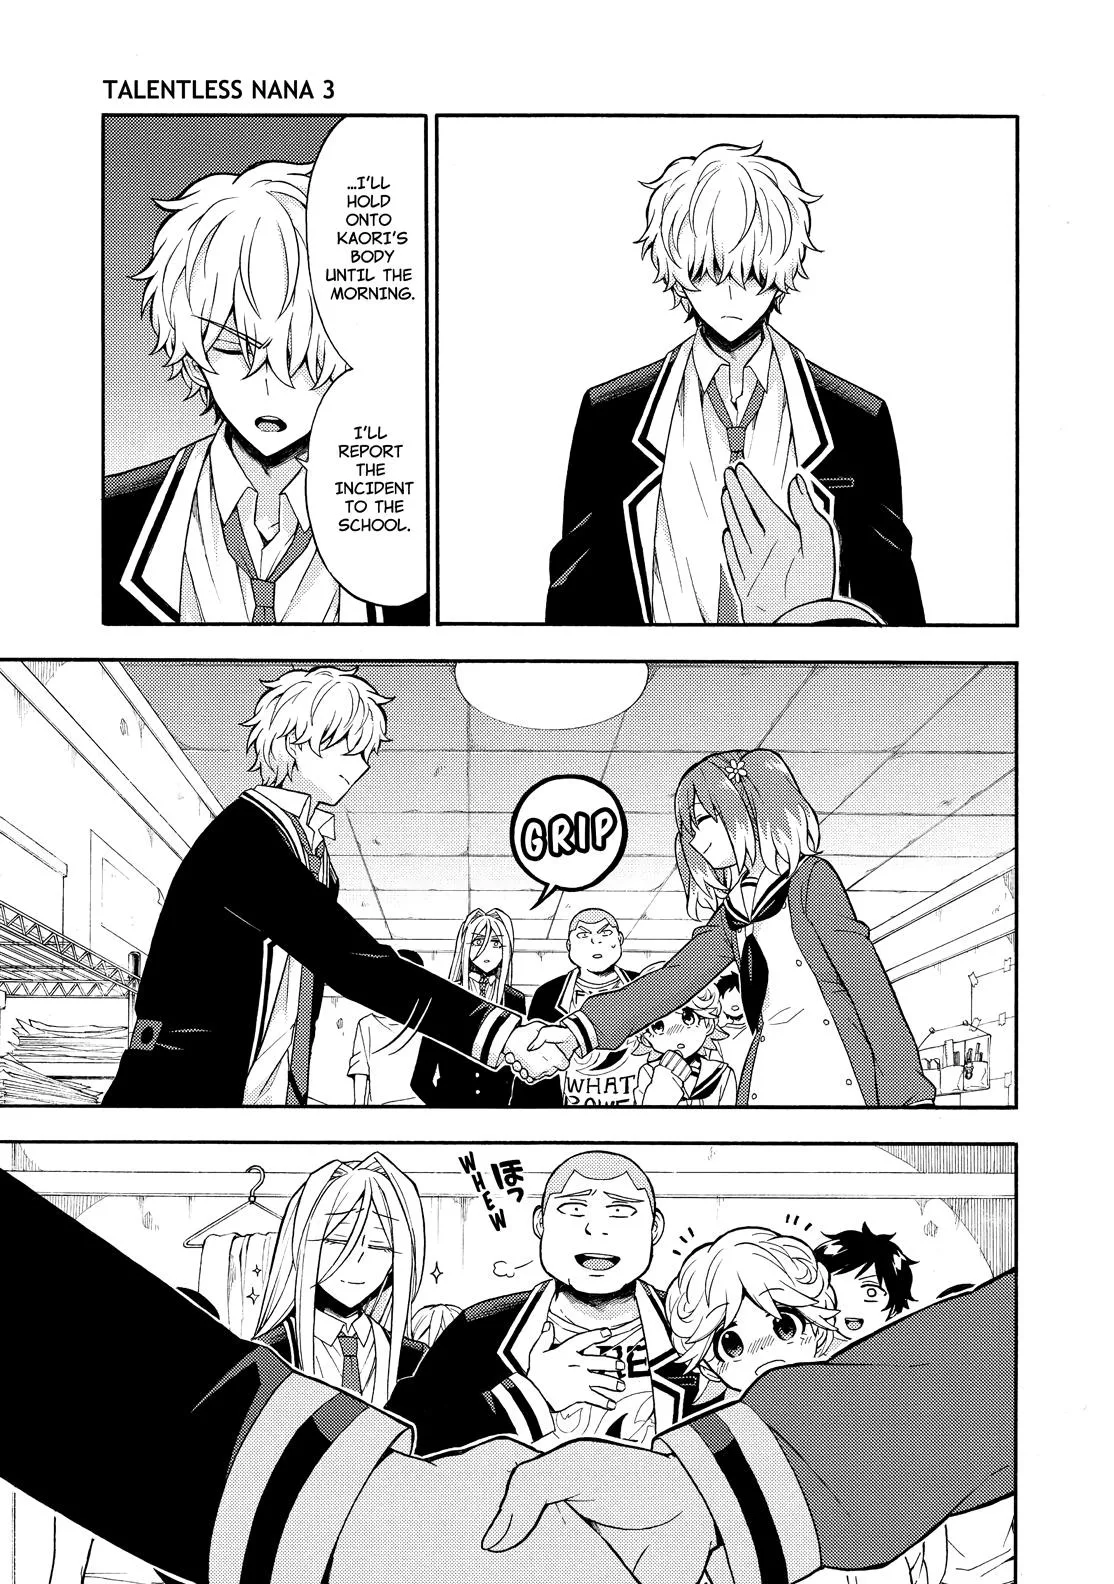 TALENTLESS NANA 3
...I'LL
HOLD
ONTO
KAORI'S
BODY
UNTIL THE
MORNING.
I'LL
REPORT
THE
INCIDENT
TO THE
SCHOOL.
GRIP
WHAT
ほっ
WHEW
RE